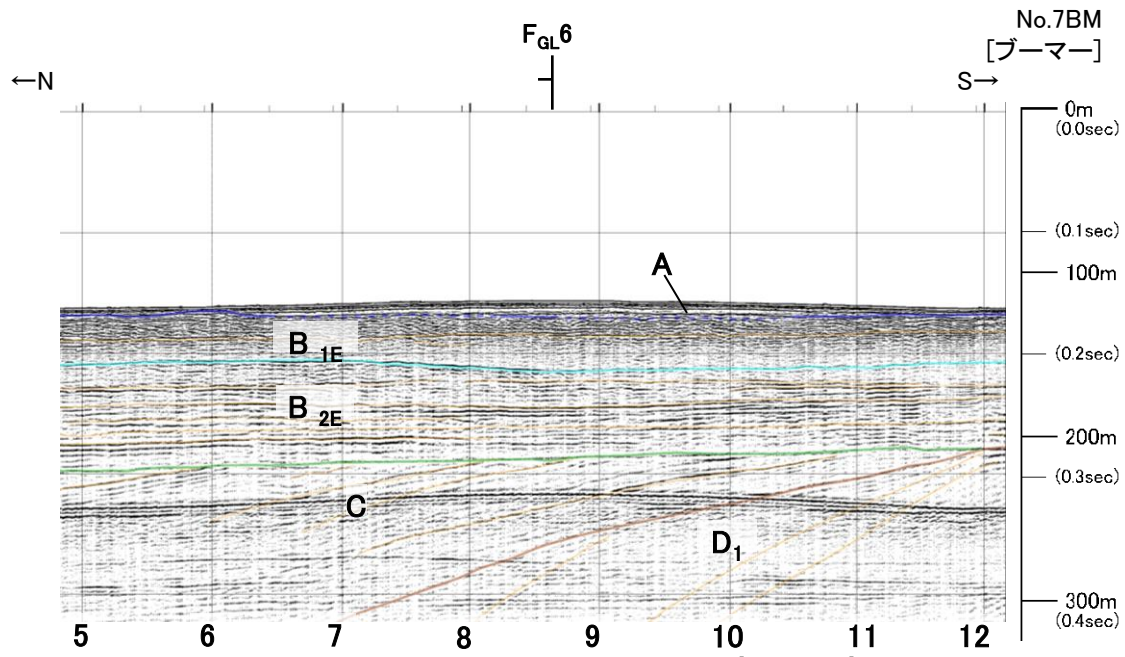 No.7BM
[ブーマー]
F_GL6
←N
S→
0m
(0.0sec)
(0.1sec)
100m
(0.2sec)
200m
(0.3sec)
300m
(0.4sec)
A
B 1E
B 2E
C
D1
5 6 7 8 9 10 11 12